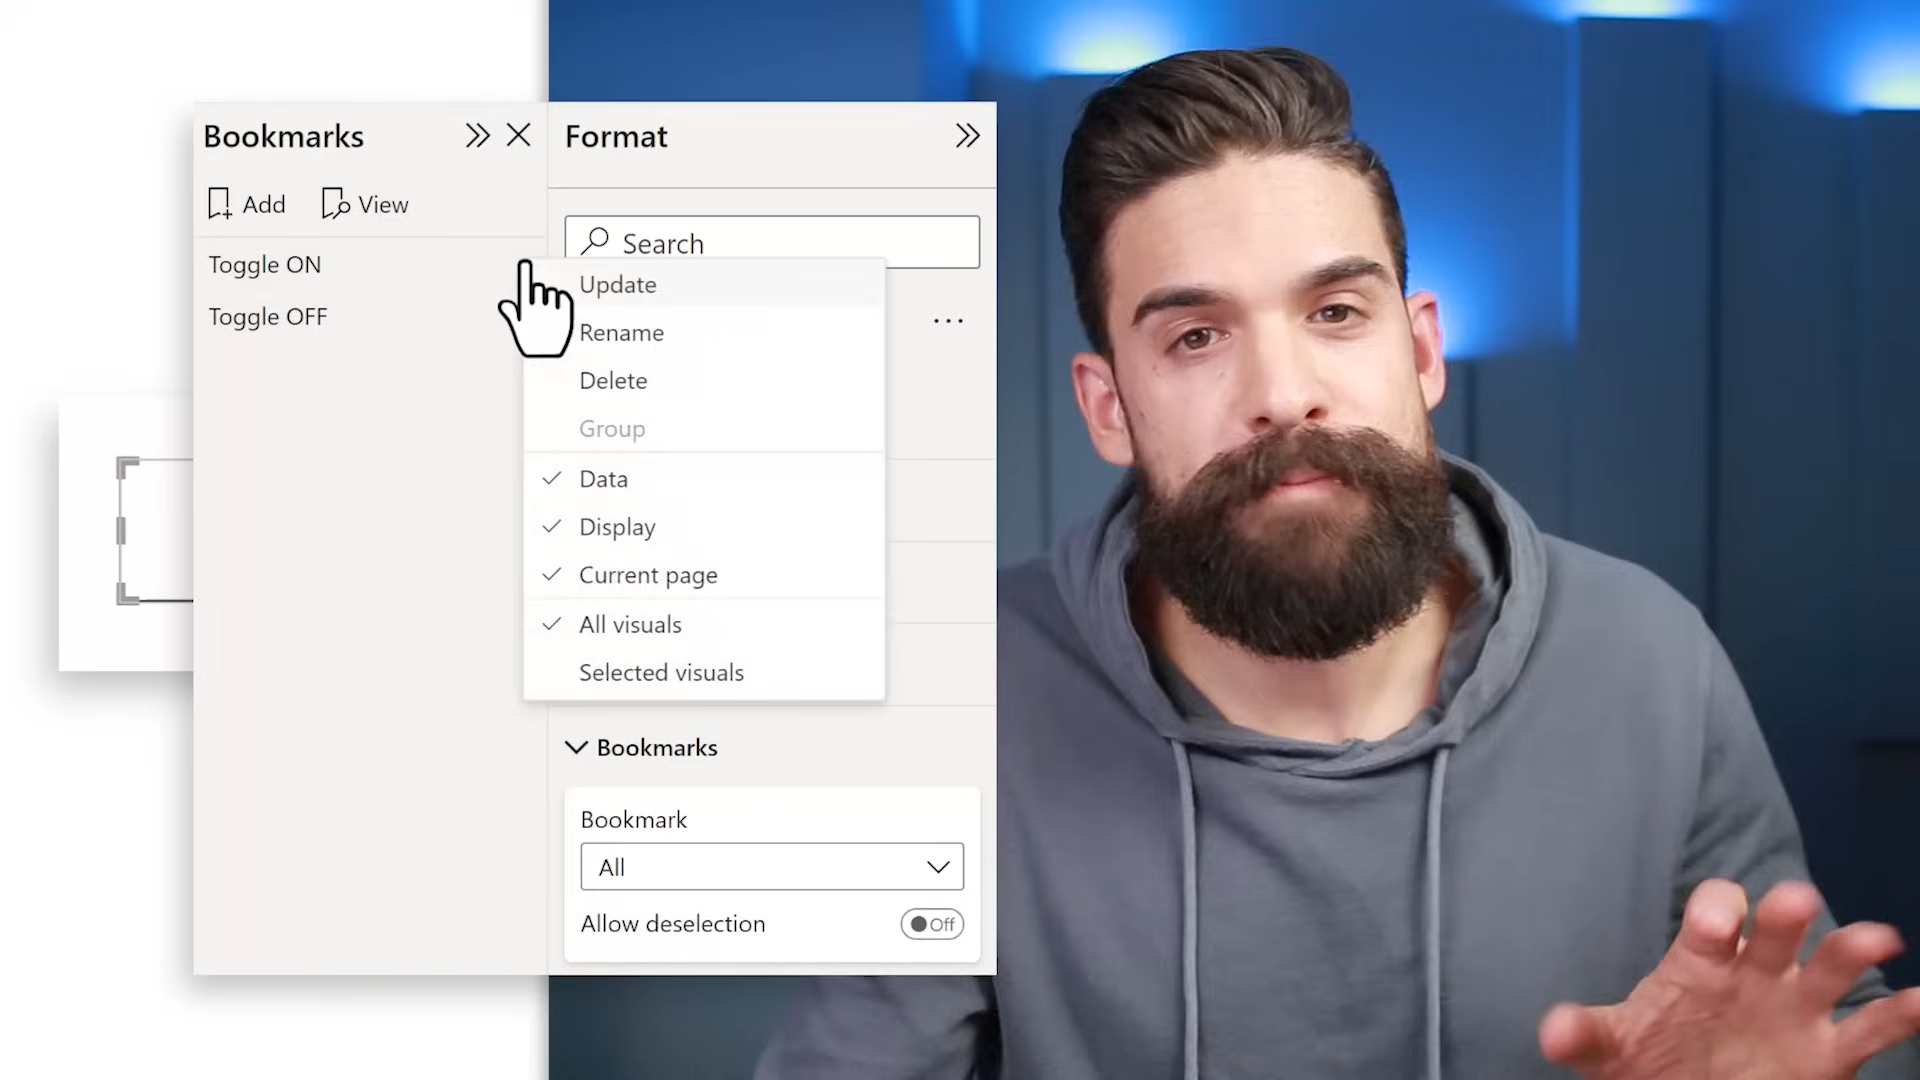 Bookmarks
Add View
Toggle ON
Toggle OFF
Format
Search
...
Update
Rename
Delete
Group
Data
Display
Current page
All visuals
Selected visuals
Bookmarks
Bookmark
All
Allow deselection Off